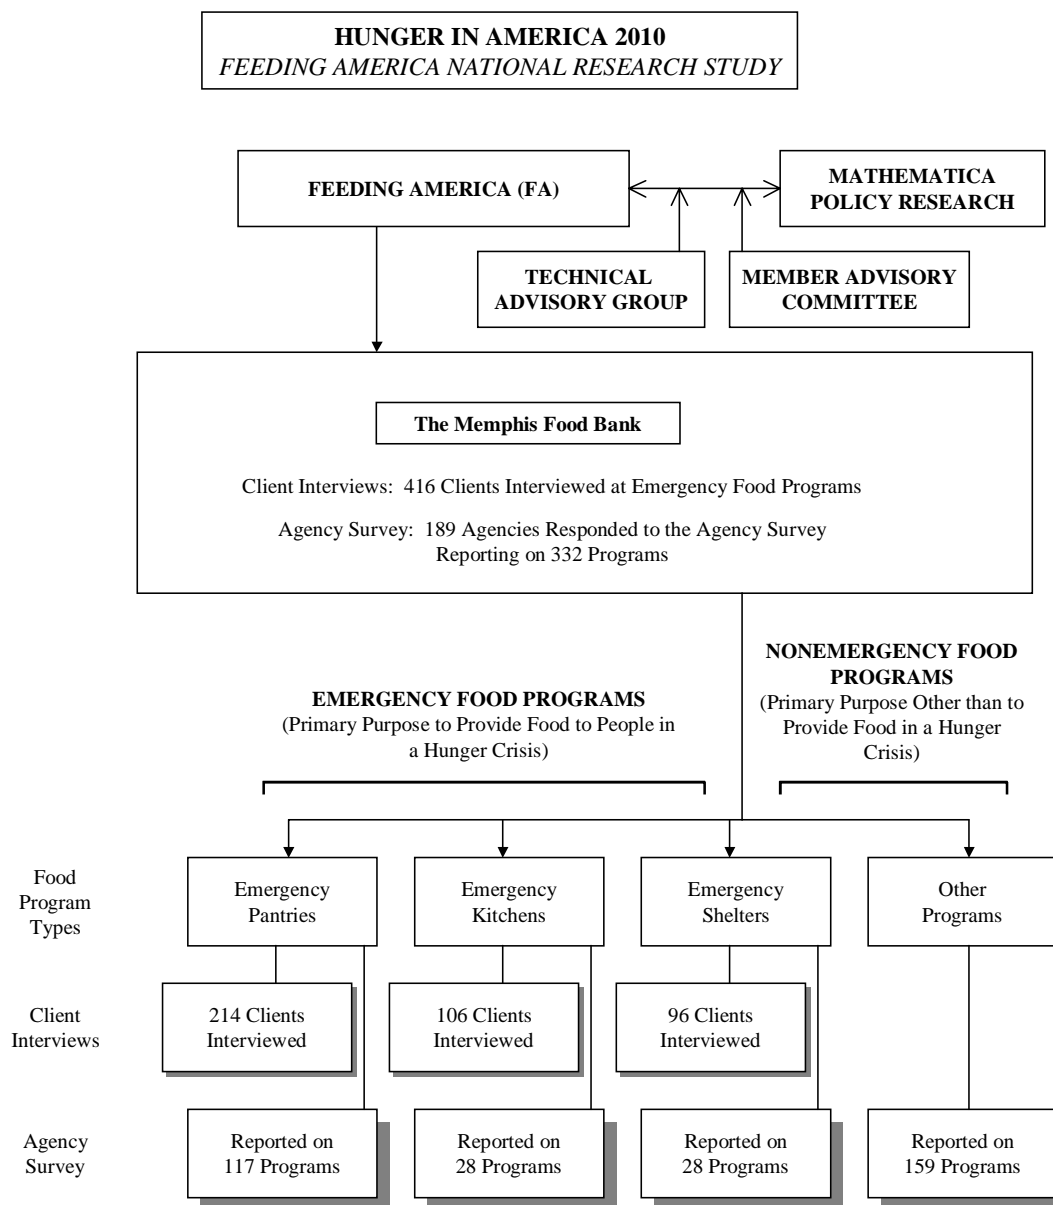 HUNGER IN AMERICA 2010
FEEDING AMERICA NATIONAL RESEARCH STUDY
FEEDING AMERICA (FA)
MATHEMATICA
POLICY RESEARCH
TECHNICAL
ADVISORY GROUP
MEMBER ADVISORY
COMMITTEE
The Memphis Food Bank
Client Interviews:  416 Clients Interviewed at Emergency Food Programs
Agency Survey:  189 Agencies Responded to the Agency Survey
Reporting on 332 Programs
EMERGENCY FOOD PROGRAMS
(Primary Purpose to Provide Food to People in
a Hunger Crisis)
NONEMERGENCY FOOD
PROGRAMS
(Primary Purpose Other than to
Provide Food in a Hunger
Crisis)
Food
Program
Types
Emergency
Pantries
Emergency
Kitchens
Emergency
Shelters
Other
Programs
Client
Interviews
214 Clients
Interviewed
106 Clients
Interviewed
96 Clients
Interviewed
Agency
Survey
Reported on
117 Programs
Reported on
28 Programs
Reported on
28 Programs
Reported on
159 Programs